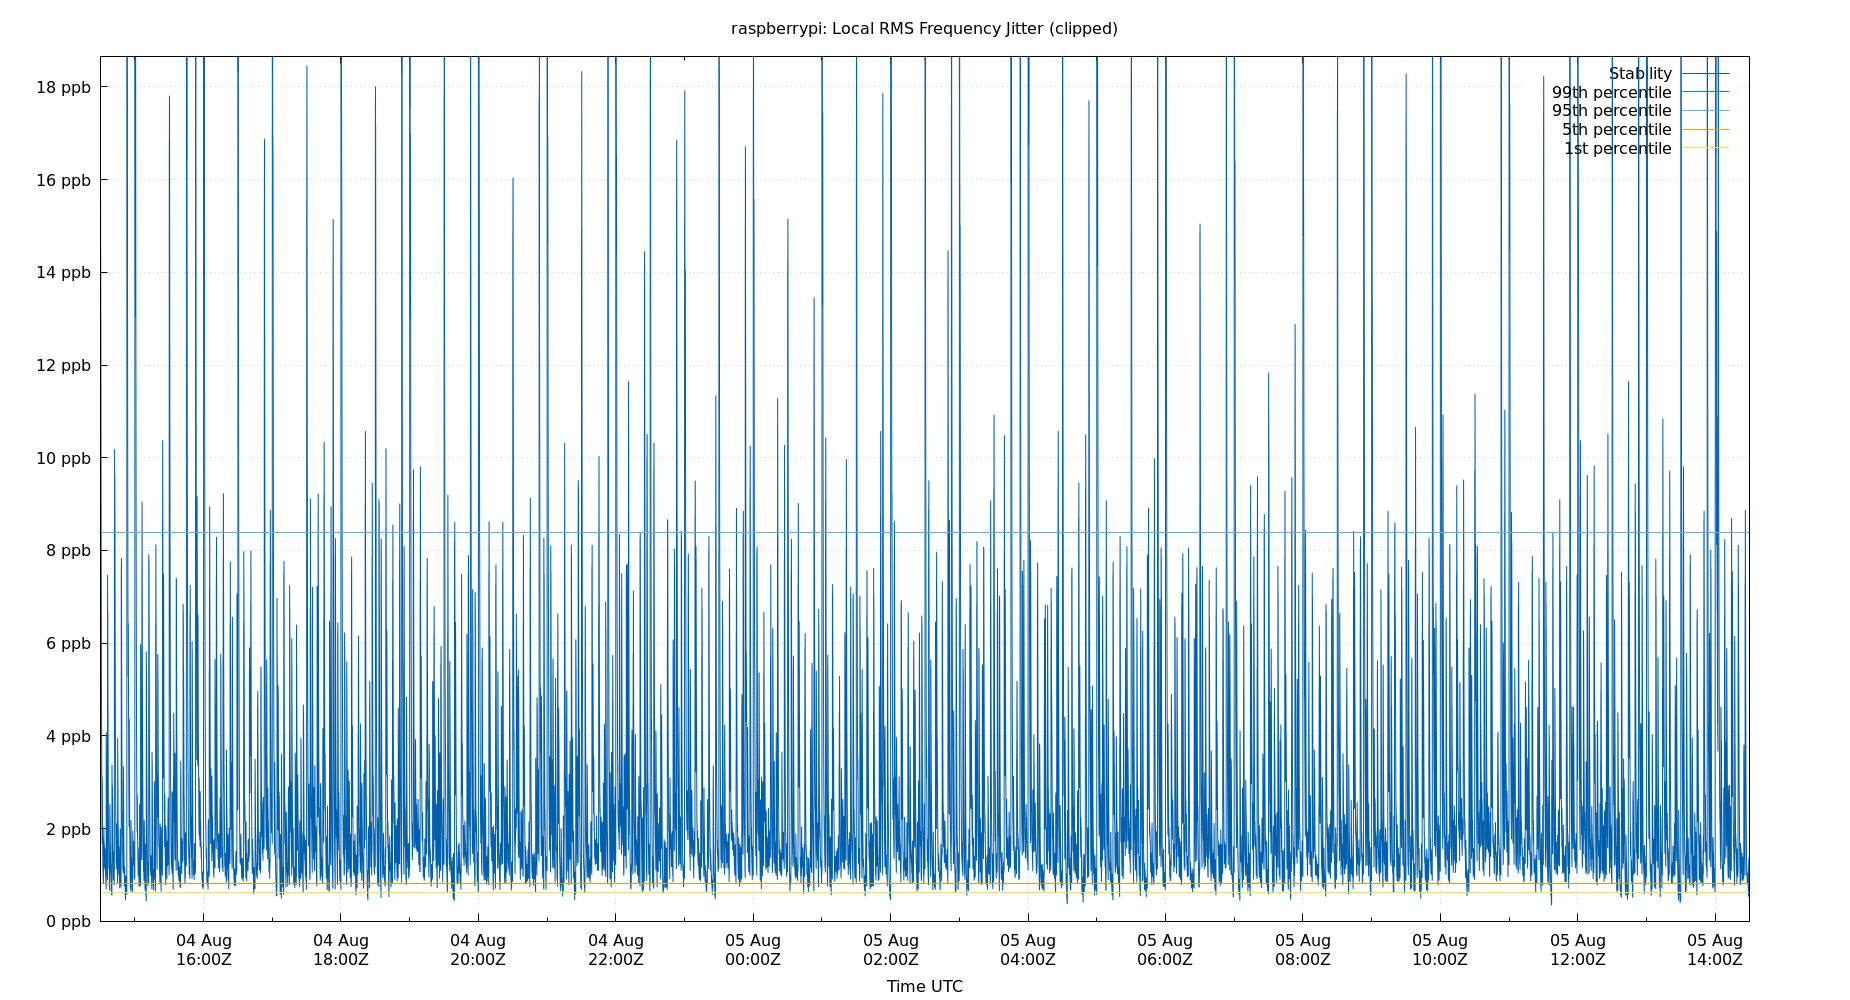 raspberrypi: Local RMS Frequency Jitter (clipped)
18 ppb
16 ppb
14 ppb
12 ppb
10 ppb
8 ppb
6 ppb
4 ppb
2 ppb
0 ppb
Stability
99th percentile
95th percentile
5th percentile
1st percentile
04 Aug 04 Aug 04 Aug 04 Aug 05 Aug 05 Aug 05 Aug 05 Aug 05 Aug 05 Aug 05 Aug 05 Aug
16:00Z 18:00Z 20:00Z 22:00Z 00:00Z 02:00Z 04:00Z 06:00Z 08:00Z 10:00Z 12:00Z 14:00Z
Time UTC